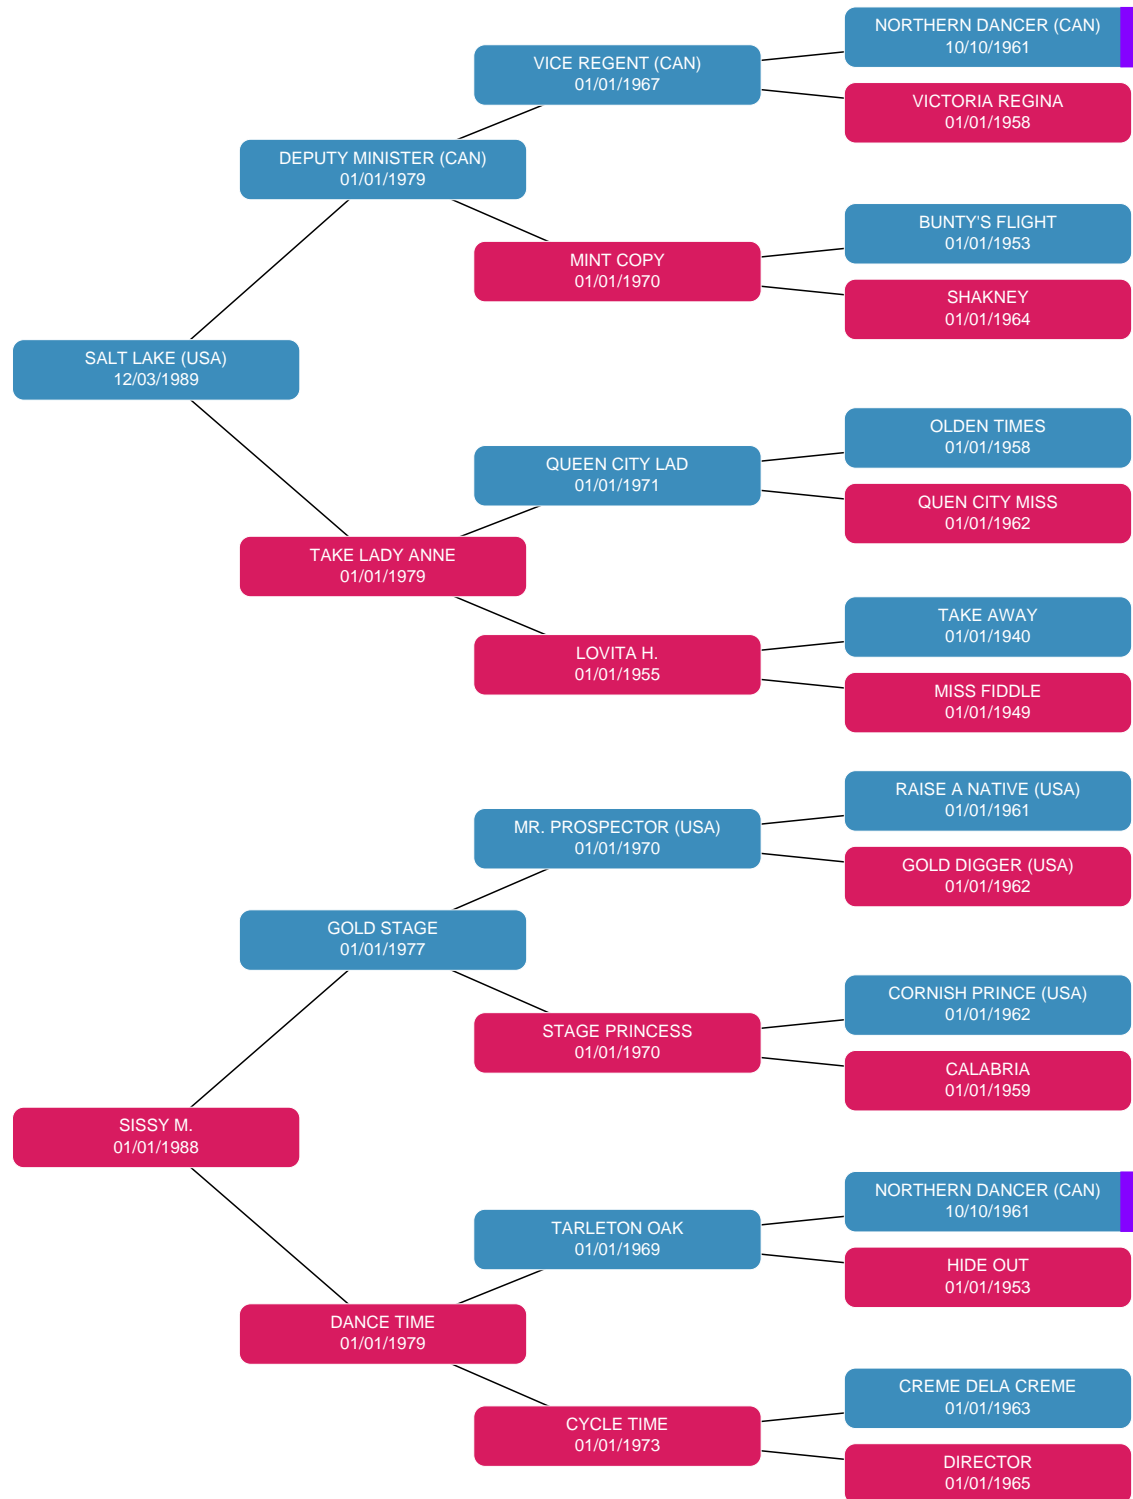 NORTHERN DANCER (CAN)
10/10/1961
VICE REGENT (CAN)
01/01/1967
VICTORIA REGINA
01/01/1958
DEPUTY MINISTER (CAN)
01/01/1979
BUNTY'S FLIGHT
01/01/1953
MINT COPY
01/01/1970
SHAKNEY
01/01/1964
SALT LAKE (USA)
12/03/1989
OLDEN TIMES
01/01/1958
QUEEN CITY LAD
01/01/1971
QUEN CITY MISS
01/01/1962
TAKE LADY ANNE
01/01/1979
TAKE AWAY
01/01/1940
LOVITA H.
01/01/1955
MISS FIDDLE
01/01/1949
RAISE A NATIVE (USA)
01/01/1961
MR. PROSPECTOR (USA)
01/01/1970
GOLD DIGGER (USA)
01/01/1962
GOLD STAGE
01/01/1977
CORNISH PRINCE (USA)
01/01/1962
STAGE PRINCESS
01/01/1970
CALABRIA
01/01/1959
SISSY M.
01/01/1988
NORTHERN DANCER (CAN)
10/10/1961
TARLETON OAK
01/01/1969
HIDE OUT
01/01/1953
DANCE TIME
01/01/1979
CREME DELA CREME
01/01/1963
CYCLE TIME
01/01/1973
DIRECTOR
01/01/1965